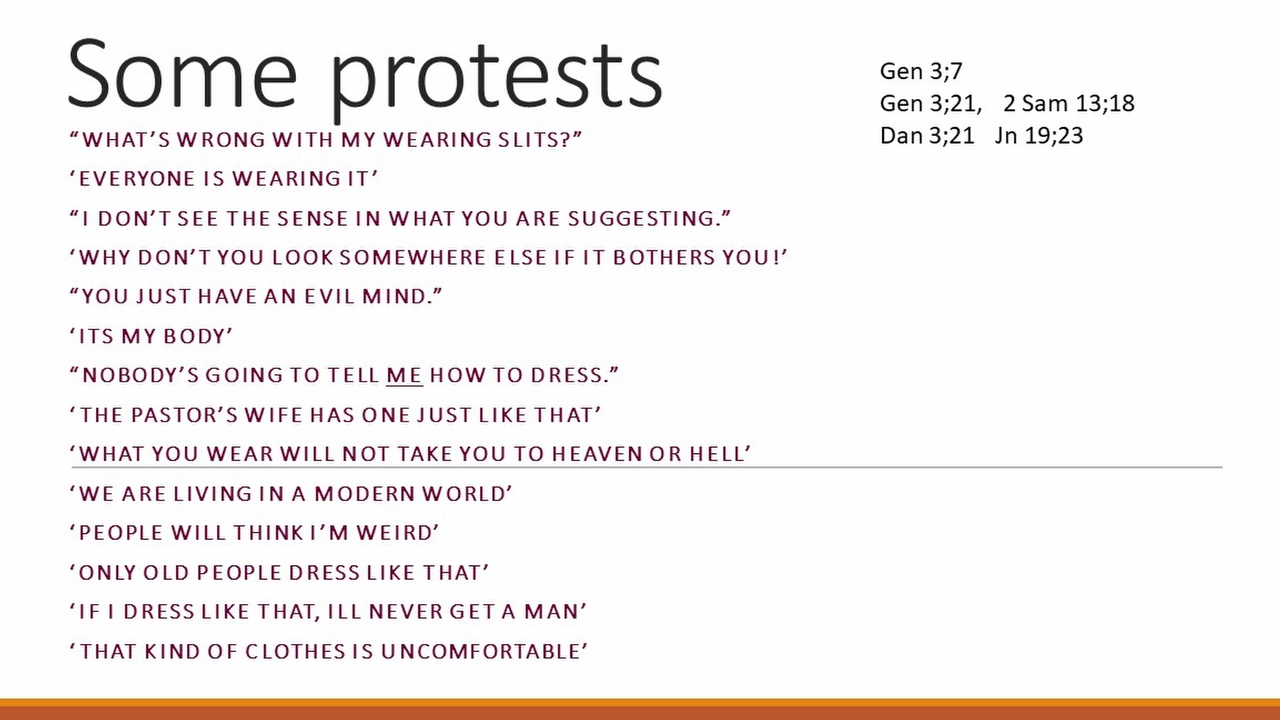 Some protests
“WHAT’S WRONG WITH MY WEARING SLITS?”
‘EVERYONE IS WEARING IT’
“I DON’T SEE THE SENSE IN WHAT YOU ARE SUGGESTING.”
‘WHY DON’T YOU LOOK SOMEWHERE ELSE IF IT BOTHERS YOU!’
“YOU JUST HAVE AN EVIL MIND.”
‘ITS MY BODY’
“NOBODY’S GOING TO TELL ME HOW TO DRESS.”
‘THE PASTOR’S WIFE HAS ONE JUST LIKE THAT’
‘WHAT YOU WEAR WILL NOT TAKE YOU TO HEAVEN OR HELL’
‘WE ARE LIVING IN A MODERN WORLD’
‘PEOPLE WILL THINK I’M WEIRD’
‘ONLY OLD PEOPLE DRESS LIKE THAT’
‘IF I DRESS LIKE THAT, ILL NEVER GET A MAN’
‘THAT KIND OF CLOTHES IS UNCOMFORTABLE’
Gen 3;7
Gen 3;21, 2 Sam 13;18
Dan 3;21 Jn 19;23